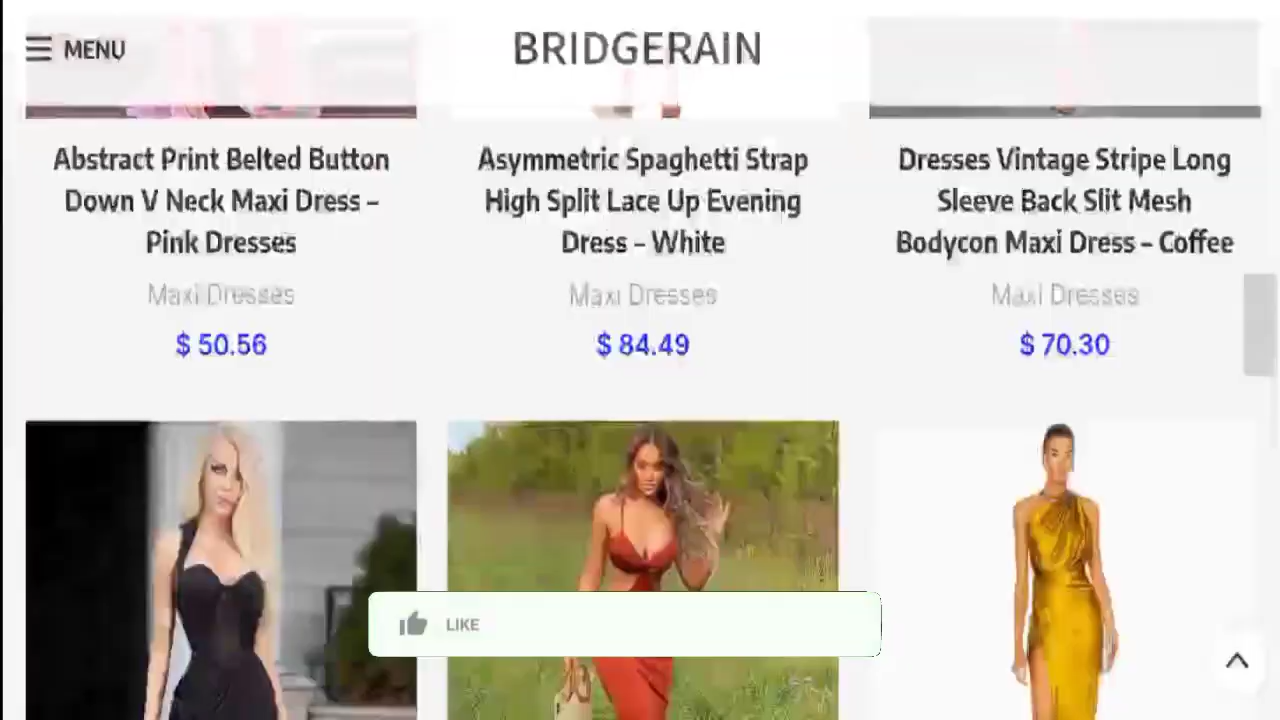 MENU
BRIDGERAIN
Abstract Print Belted Button
Down V Neck Maxi Dress –
Pink Dresses
Maxi Dresses
$ 50.56
Asymmetric Spaghetti Strap
High Split Lace Up Evening
Dress – White
Maxi Dresses
$ 84.49
Dresses Vintage Stripe Long
Sleeve Back Slit Mesh
Bodycon Maxi Dress – Coffee
Maxi Dresses
$ 70.30
LIKE